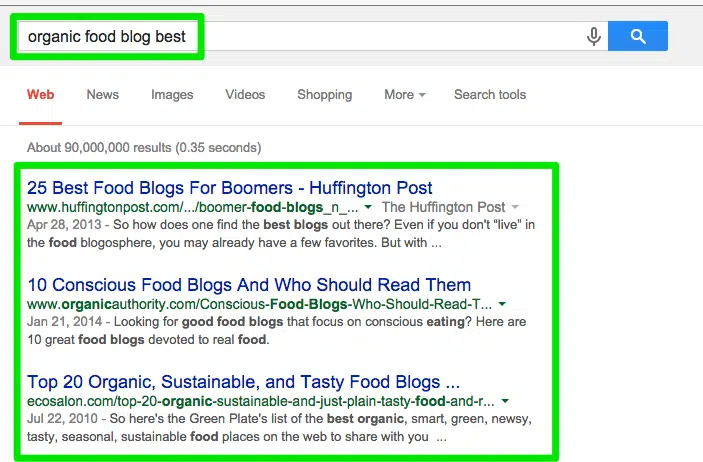 organic food blog best
Web News Images Videos Shopping More Search tools
About 90,000,000 results (0.35 seconds)
25 Best Food Blogs For Boomers - Huffington Post
www.huffingtonpost.com/.../boomer-food-blogs_n_... The Huffington Post
Apr 28, 2013 - So how does one find the best blogs out there? Even if you don't “live” in
the food blogosphere, you may already have a few favorites. But with ...
10 Conscious Food Blogs And Who Should Read Them
www.organicauthority.com/Conscious-Food-Blogs-Who-Should-Read-T...
Jan 21, 2014 - Looking for good food blogs that focus on conscious eating? Here are
10 great food blogs devoted to real food.
Top 20 Organic, Sustainable, and Tasty Food Blogs ...
ecosalon.com/top-20-organic-sustainable-and-just-plain-tasty-food-and-r...
Jul 22, 2010 - So here's the Green Plate's list of the best organic, smart, green, newsy,
tasty, seasonal, sustainable food places on the web to share with you ...